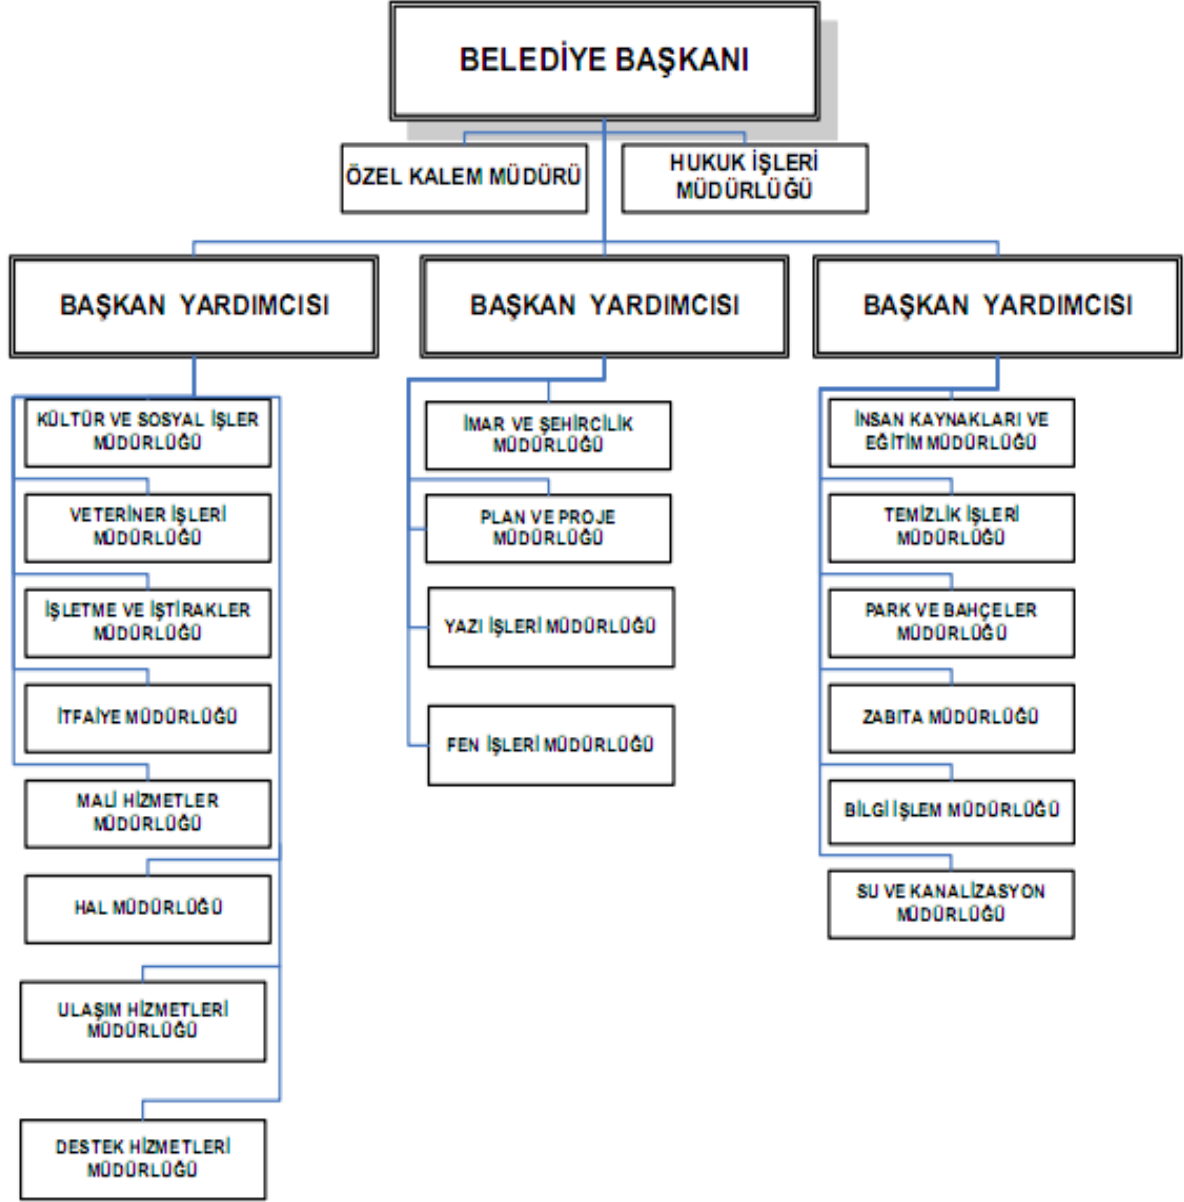 BELEDİYE BAŞKANI
ÖZEL KALEM MÜDÜRÜ
HUKUK İŞLERİ
MÜDÜRLÜĞÜ
BAŞKAN YARDIMCISI
BAŞKAN YARDIMCISI
BAŞKAN YARDIMCISI
KÜLTÜR VE SOSYAL İŞLER
MÜDÜRLÜĞÜ
VETERİNER İŞLERİ
MÜDÜRLÜĞÜ
İŞLETME VE İŞTİRAKLER
MÜDÜRLÜĞÜ
İTFAİYE MÜDÜRLÜĞÜ
MALİ HİZMETLER
MÜDÜRLÜĞÜ
HAL MÜDÜRLÜĞÜ
ULAŞIM HİZMETLERİ
MÜDÜRLÜĞÜ
DESTEK HİZMETLERİ
MÜDÜRLÜĞÜ
İMAR VE ŞEHİRCİLİK
MÜDÜRLÜĞÜ
PLAN VE PROJE
MÜDÜRLÜĞÜ
YAZI İŞLERİ MÜDÜRLÜĞÜ
FEN İŞLERİ MÜDÜRLÜĞÜ
İNSAN KAYNAKLARI VE
EĞİTİM MÜDÜRLÜĞÜ
TEMİZLİK İŞLERİ
MÜDÜRLÜĞÜ
PARK VE BAHÇELER
MÜDÜRLÜĞÜ
ZABITA MÜDÜRLÜĞÜ
BİLGİ İŞLEM MÜDÜRLÜĞÜ
SU VE KANALİZASYON
MÜDÜRLÜĞÜ